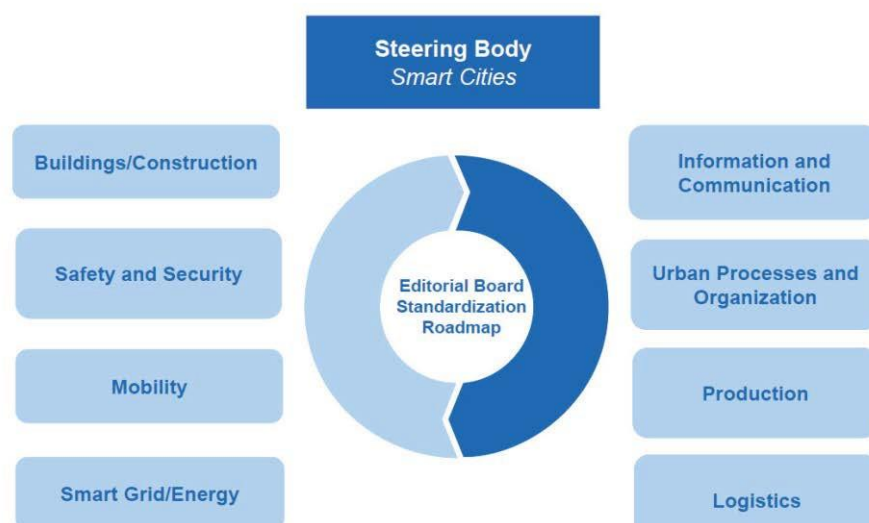 Steering Body
Smart Cities
Buildings/Construction
Safety and Security
Mobility
Smart Grid/Energy
Editorial Board
Standardization
Roadmap
Information and
Communication
Urban Processes and
Organization
Production
Logistics